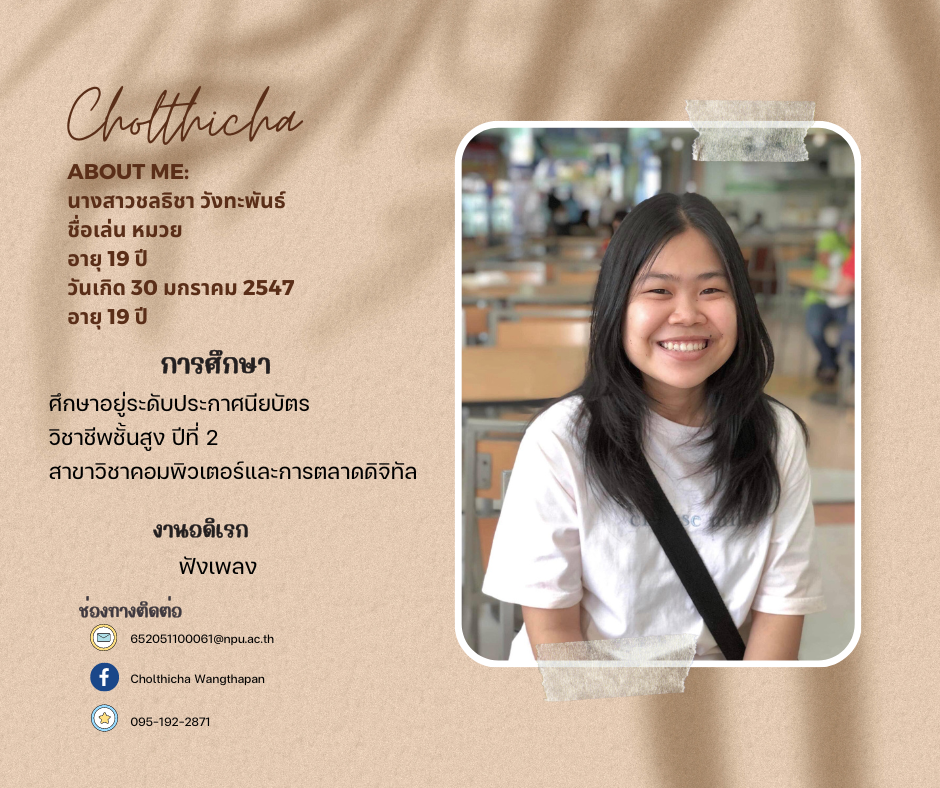 Cholthicha
ABOUT ME:
นางสาวชลธิชา วังทะพันธ์
ชื่อเล่น หมวย
อายุ 19 ปี
วันเกิด 30 มกราคม 2547
อายุ 19 ปี
การศึกษา
ศึกษาอยู่ระดับประกาศนียบัตร
วิชาชีพชั้นสูง ปีที่ 2
สาขาวิชาคอมพิวเตอร์และการตลาดดิจิทัล
งานอดิเรก
ฟังเพลง
ช่องทางติดต่อ
652051100061@npu.ac.th
Cholthicha Wangthapan
095-192-2871